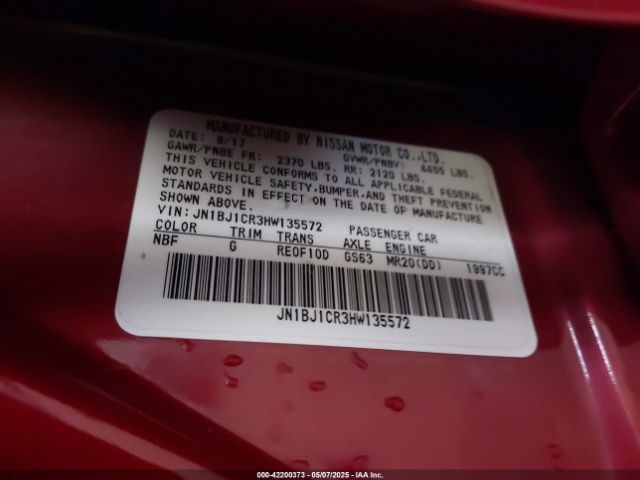 MANUFACTURED BY NISSAN MOTOR CO.,LTD.
DATE: 8/17 GVWR/PNBV: 4455 LBS.
GAWR/PNBE FR: 2370 LBS. RR: 2120 LBS.
THIS VEHICLE CONFORMS TO ALL APPLICABLE FEDERAL
MOTOR VEHICLE SAFETY,BUMPER,AND THEFT PREVENTION
STANDARDS IN EFFECT ON THE DATE OF MANUFACTURE
SHOWN ABOVE.
VIN: JN1BJ1CR3HW135572 PASSENGER CAR
COLOR TRIM TRANS AXLE ENGINE
NBF G RE0F10D GS63 MR20(DD) 1997CC
JN1BJ1CR3HW135572
000-42200373 - 05/07/2025 - IAA Inc.